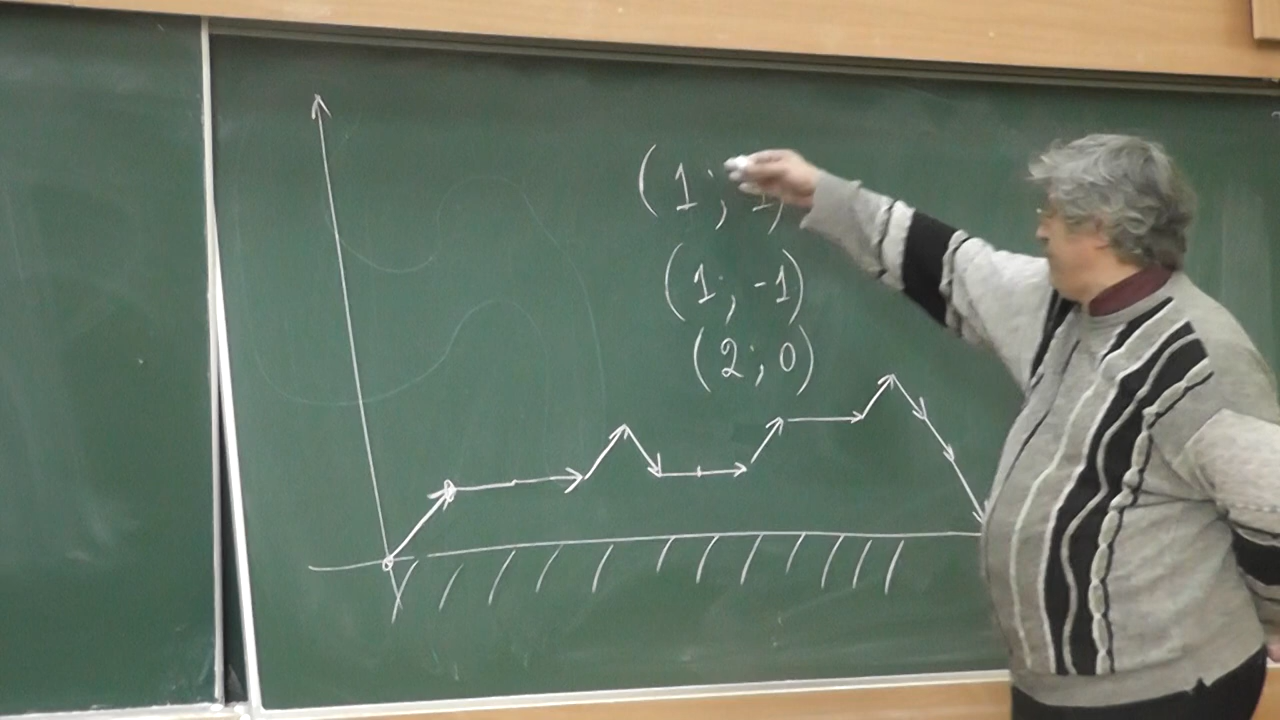 (1; 1)
(1; -1)
(2; 0)